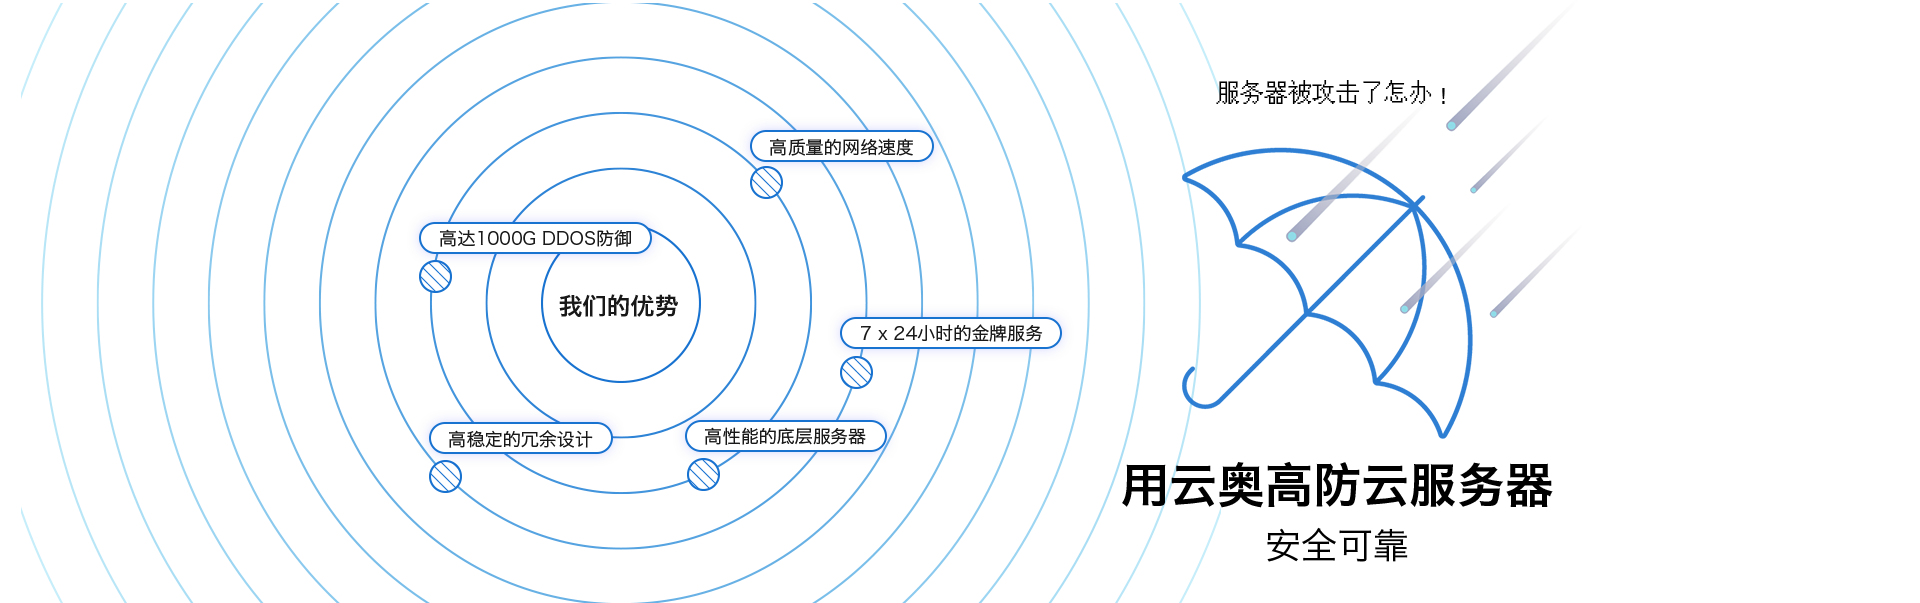 高质量的网络速度
高达1000G DDOS防御
我们的优势
7 x 24小时的金牌服务
高稳定的冗余设计
高性能的底层服务器
服务器被攻击了怎办！
用云奥高防云服务器
安全可靠